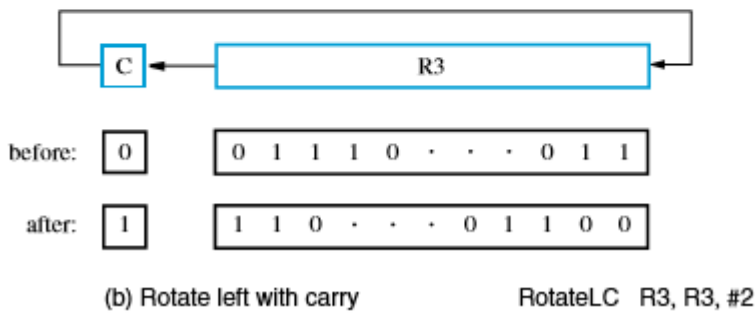 C R3
before: 0 0 1 1 1 0 · · · 0 1 1
after: 1 1 1 0 · · · 0 1 1 0 0
(b) Rotate left with carry RotateLC R3, R3, #2